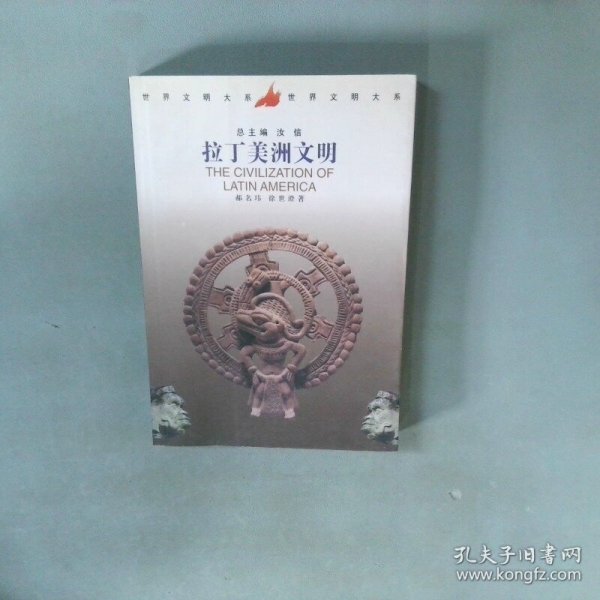 世界文明大系 世界文明大系
总主编 汝信
拉丁美洲文明
THE CIVILIZATION OF
LATIN AMERICA
郝名玮 徐世澄著
孔夫子旧书网
www.kongfz.com